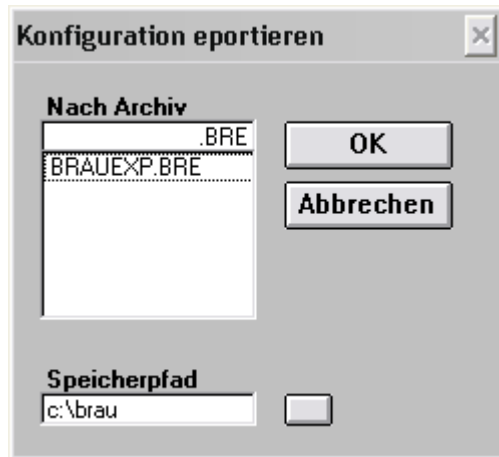 Konfiguration eportieren
Nach Archiv
.BRE
BRAUEXP.BRE
OK
Abbrechen
Speicherpfad
c:\brau